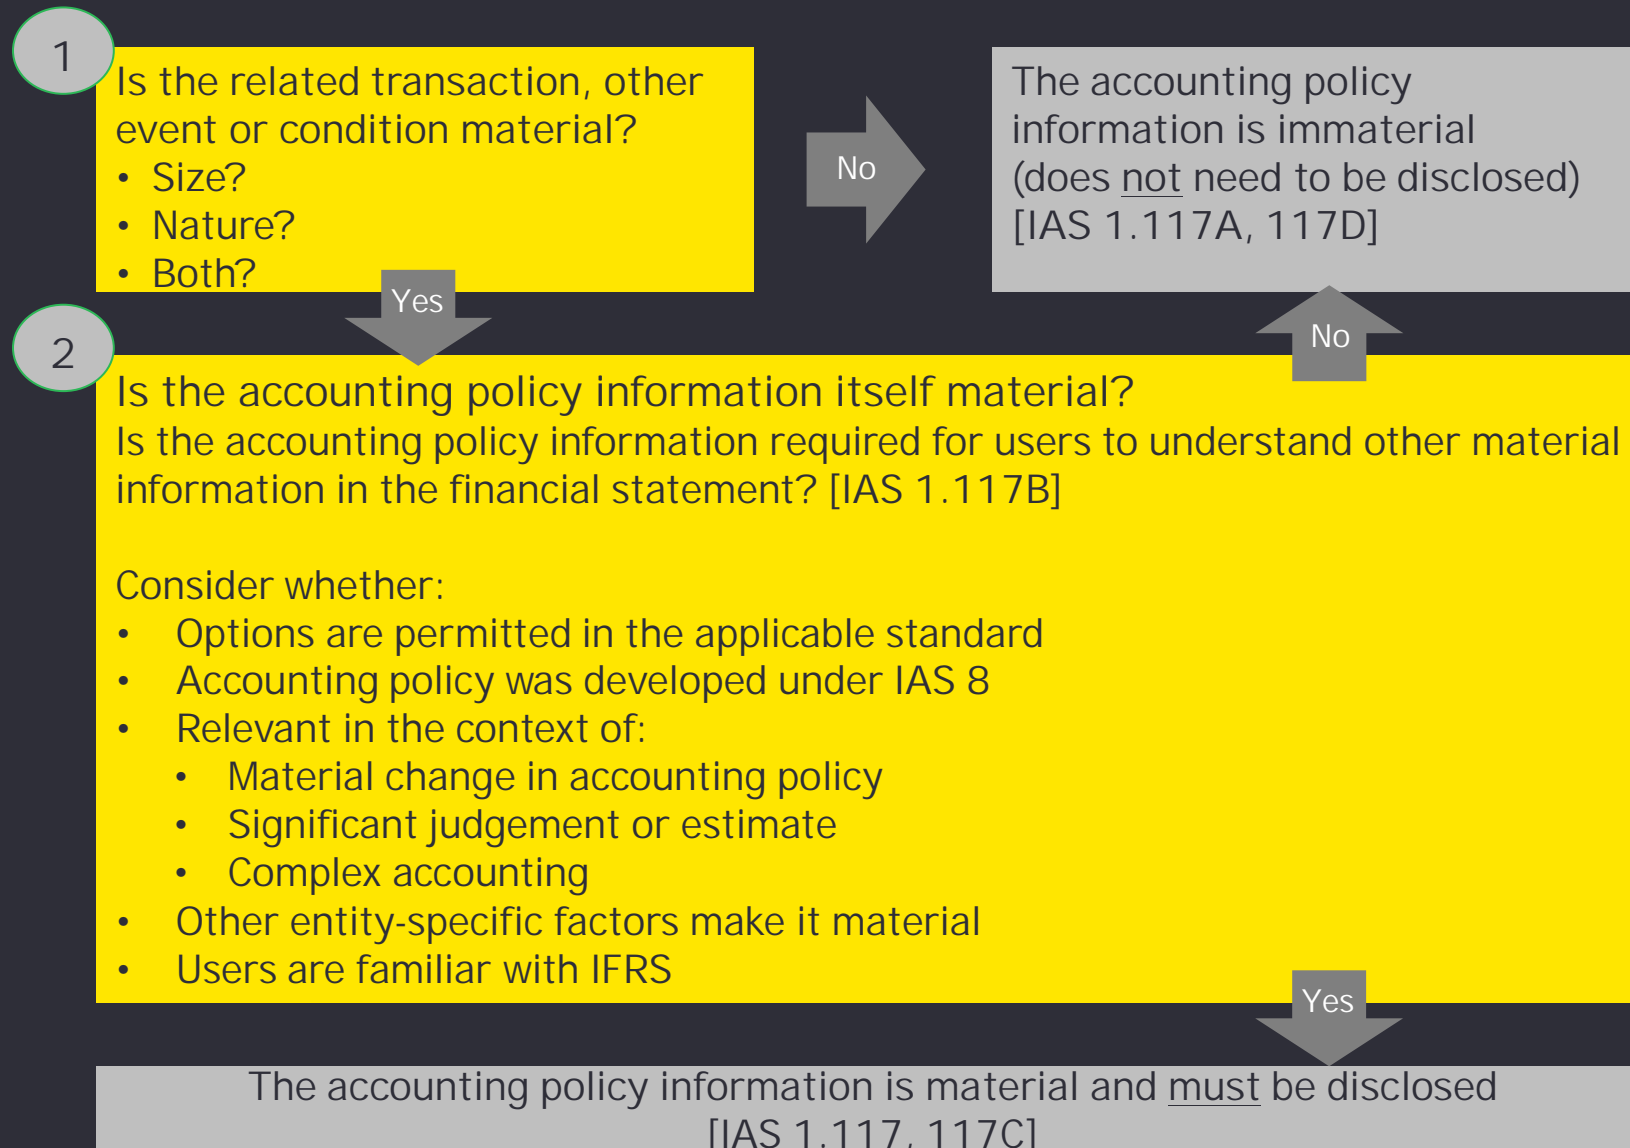 1
Is the related transaction, other
event or condition material?
• Size?
• Nature?
• Both?
No
The accounting policy
information is immaterial
(does not need to be disclosed)
[IAS 1.117A, 117D]
Yes
No
2
Is the accounting policy information itself material?
Is the accounting policy information required for users to understand other material
information in the financial statement? [IAS 1.117B]
Consider whether:
• Options are permitted in the applicable standard
• Accounting policy was developed under IAS 8
• Relevant in the context of:
• Material change in accounting policy
• Significant judgement or estimate
• Complex accounting
• Other entity-specific factors make it material
• Users are familiar with IFRS
Yes
The accounting policy information is material and must be disclosed
[IAS 1.117, 117C]